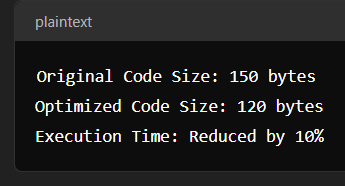 plaintext
Original Code Size: 150 bytes
Optimized Code Size: 120 bytes
Execution Time: Reduced by 10%